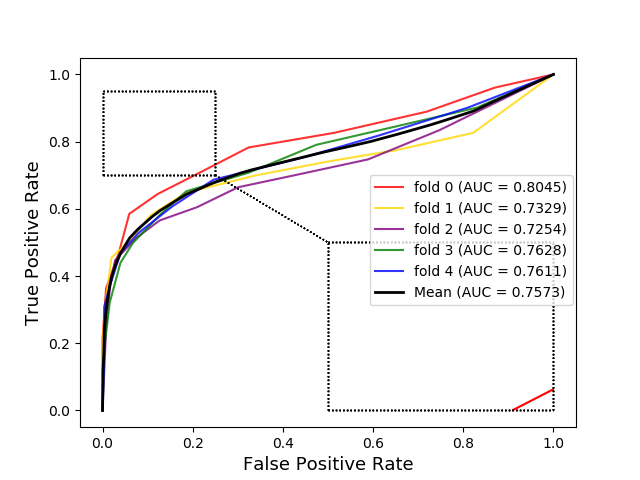 1.0
0.8
0.6
0.4
0.2
0.0
True Positive Rate
fold 0 (AUC = 0.8045)
fold 1 (AUC = 0.7329)
fold 2 (AUC = 0.7254)
fold 3 (AUC = 0.7628)
fold 4 (AUC = 0.7611)
Mean (AUC = 0.7573)
0.0 0.2 0.4 0.6 0.8 1.0
False Positive Rate